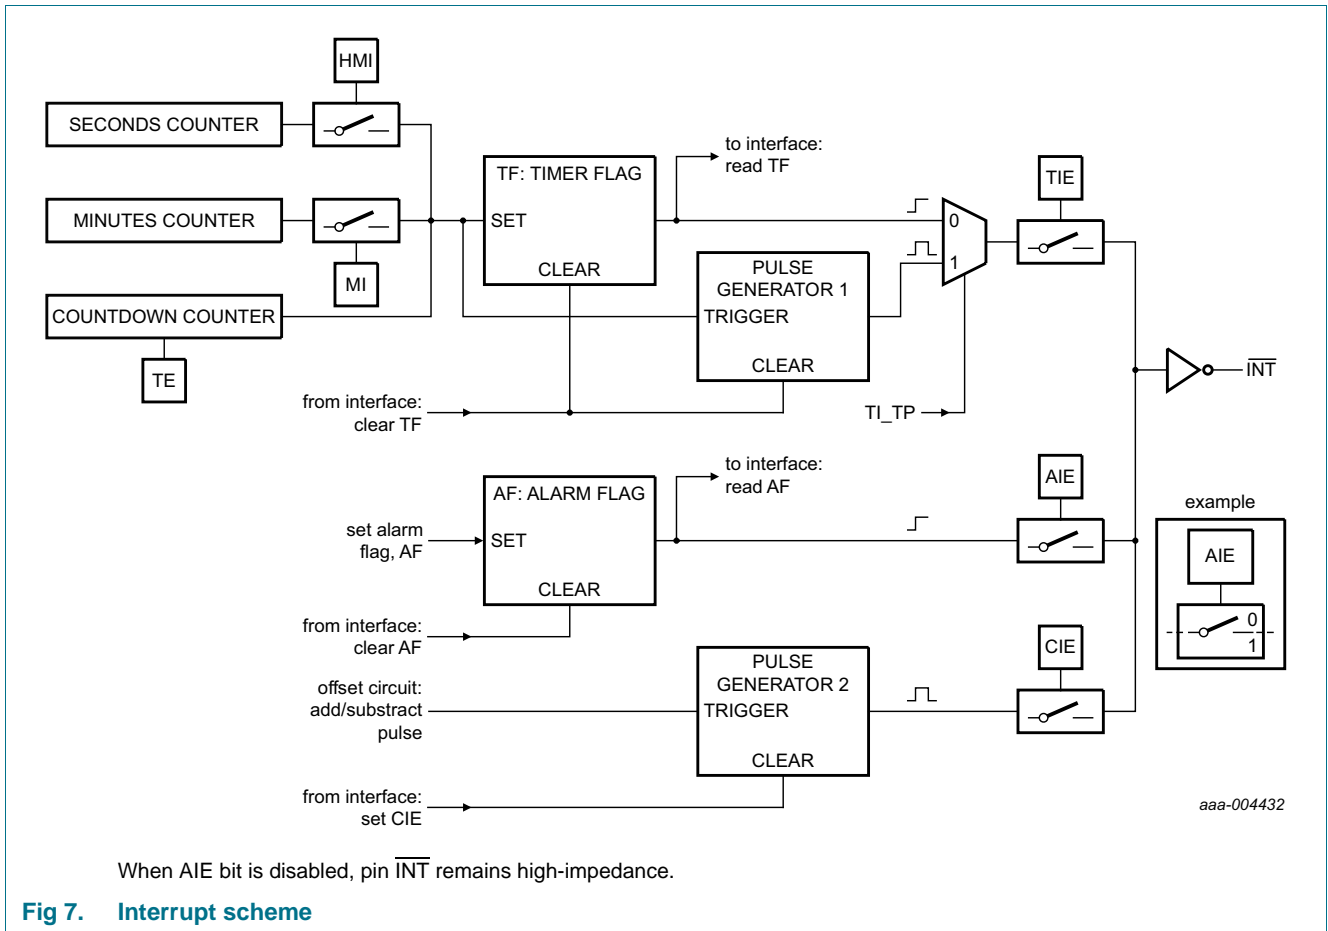 HMI
SECONDS COUNTER
to interface:
read TF
TF: TIMER FLAG
TIE
MINUTES COUNTER
SET
0
PULSE
GENERATOR 1
1
CLEAR
MI
COUNTDOWN COUNTER
TRIGGER
CLEAR
TE
INT
from interface:
clear TF
TI_TP
to interface:
read AF
AIE
AF: ALARM FLAG
example
set alarm
flag, AF
SET
AIE
CLEAR
0
1
from interface:
clear AF
CIE
PULSE
GENERATOR 2
offset circuit:
add/substract
pulse
TRIGGER
CLEAR
from interface:
set CIE
aaa-004432
When AIE bit is disabled, pin INT remains high-impedance.
Fig 7. Interrupt scheme